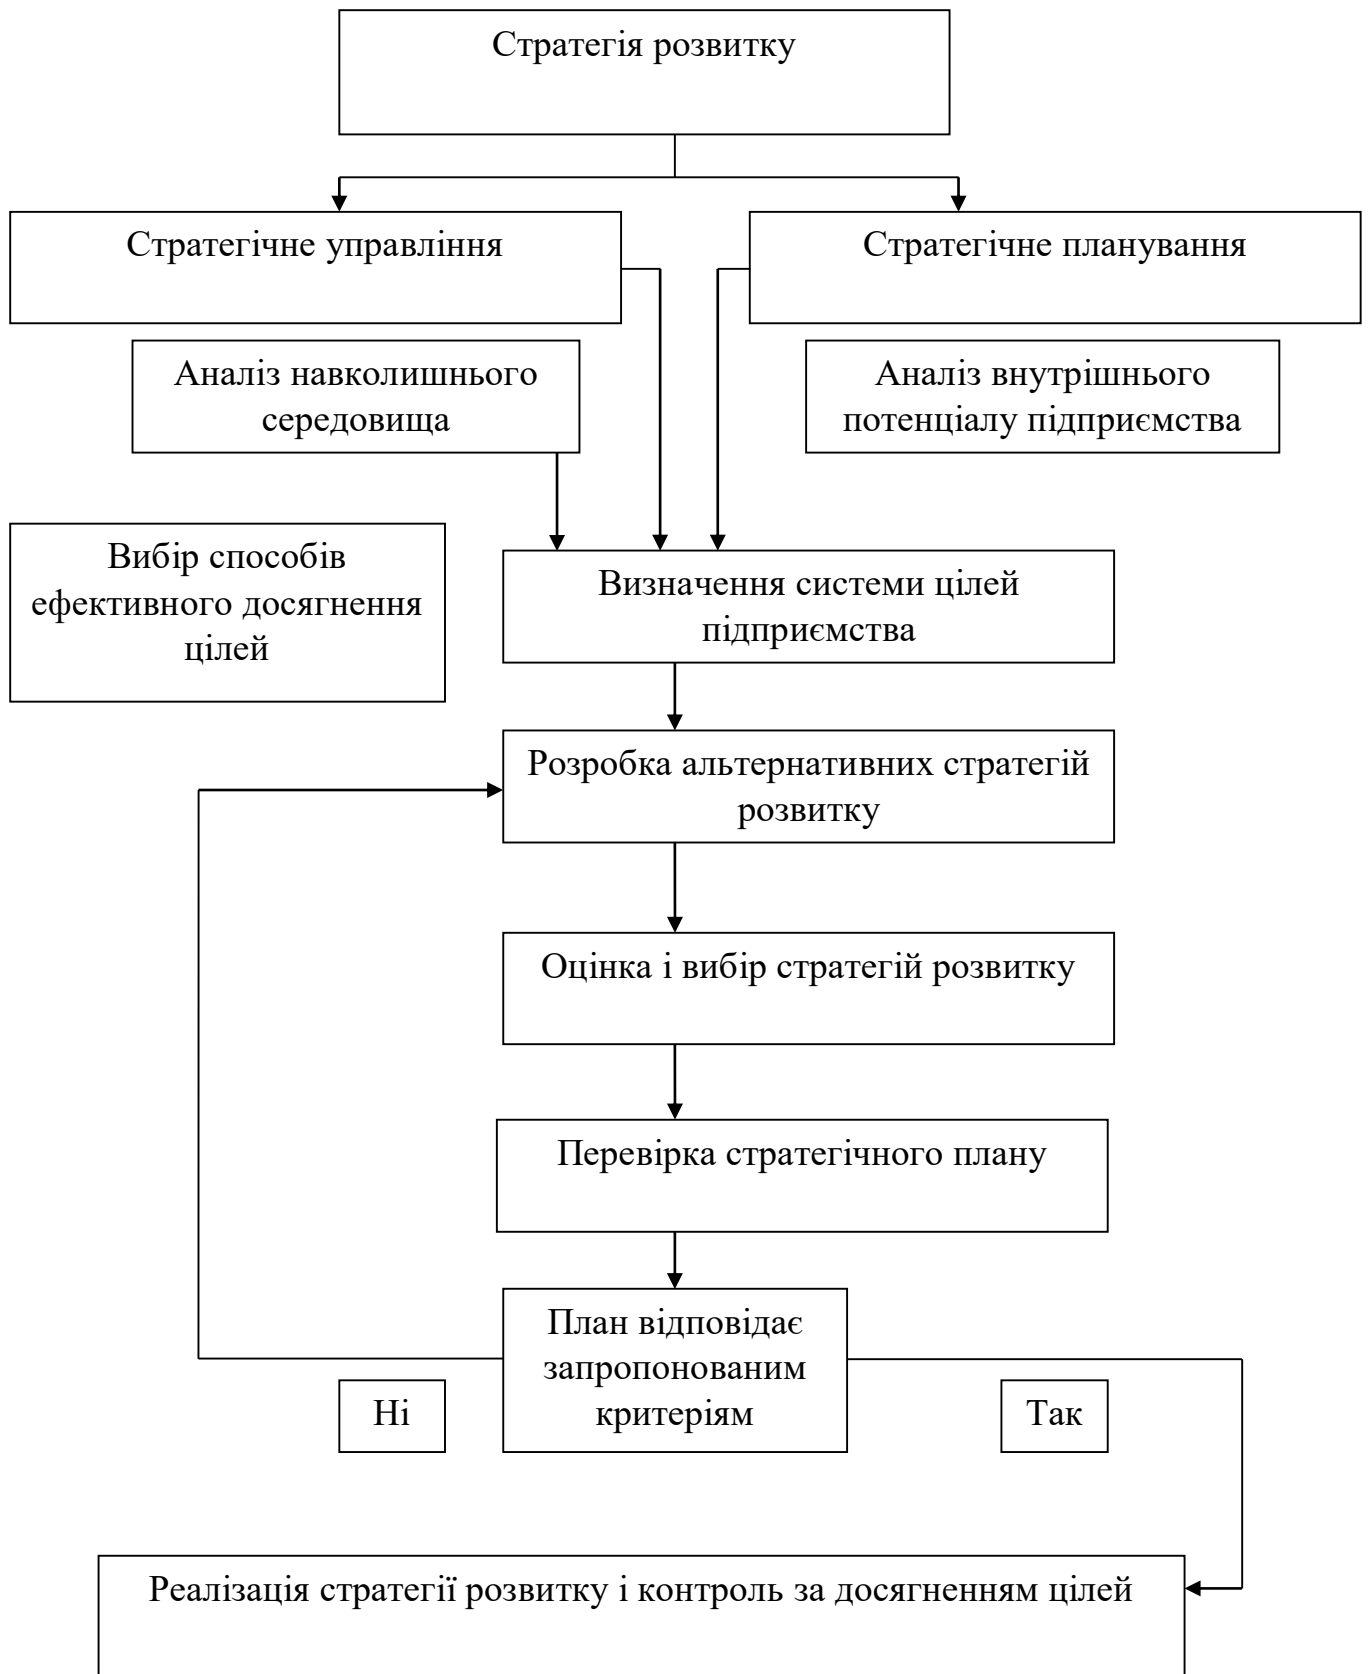 Стратегія розвитку
Стратегічне управління
Стратегічне планування
Аналіз навколишнього
середовища
Аналіз внутрішнього
потенціалу підприємства
Вибір способів
ефективного досягнення
цілей
Визначення системи цілей
підприємства
Розробка альтернативних стратегій
розвитку
Оцінка і вибір стратегій розвитку
Перевірка стратегічного плану
План відповідає
запропонованим
критеріям
Ні
Так
Реалізація стратегії розвитку і контроль за досягненням цілей